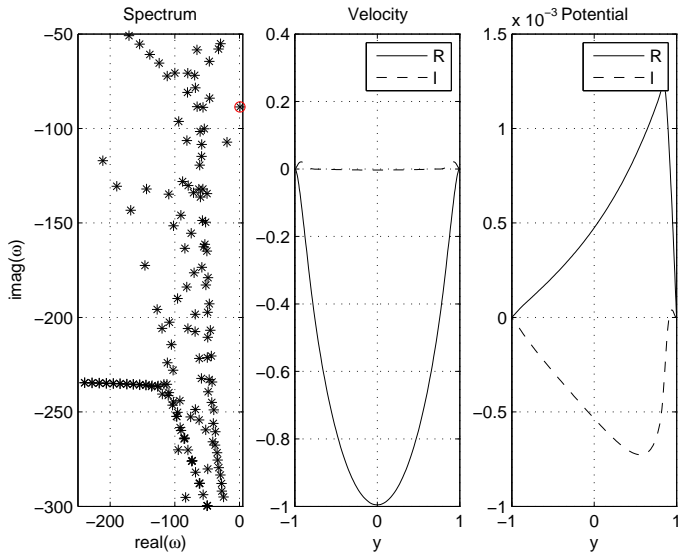 Spectrum
−50
−100
−150
−200
−250
−300
−200
−100
0
imag(ω)
real(ω)
Velocity
0.4
0.2
0
−0.2
−0.4
−0.6
−0.8
−1
−1
0
1
y
R
I
x 10⁻³ Potential
1.5
1
0.5
0
−0.5
−1
−1
0
1
y
R
I